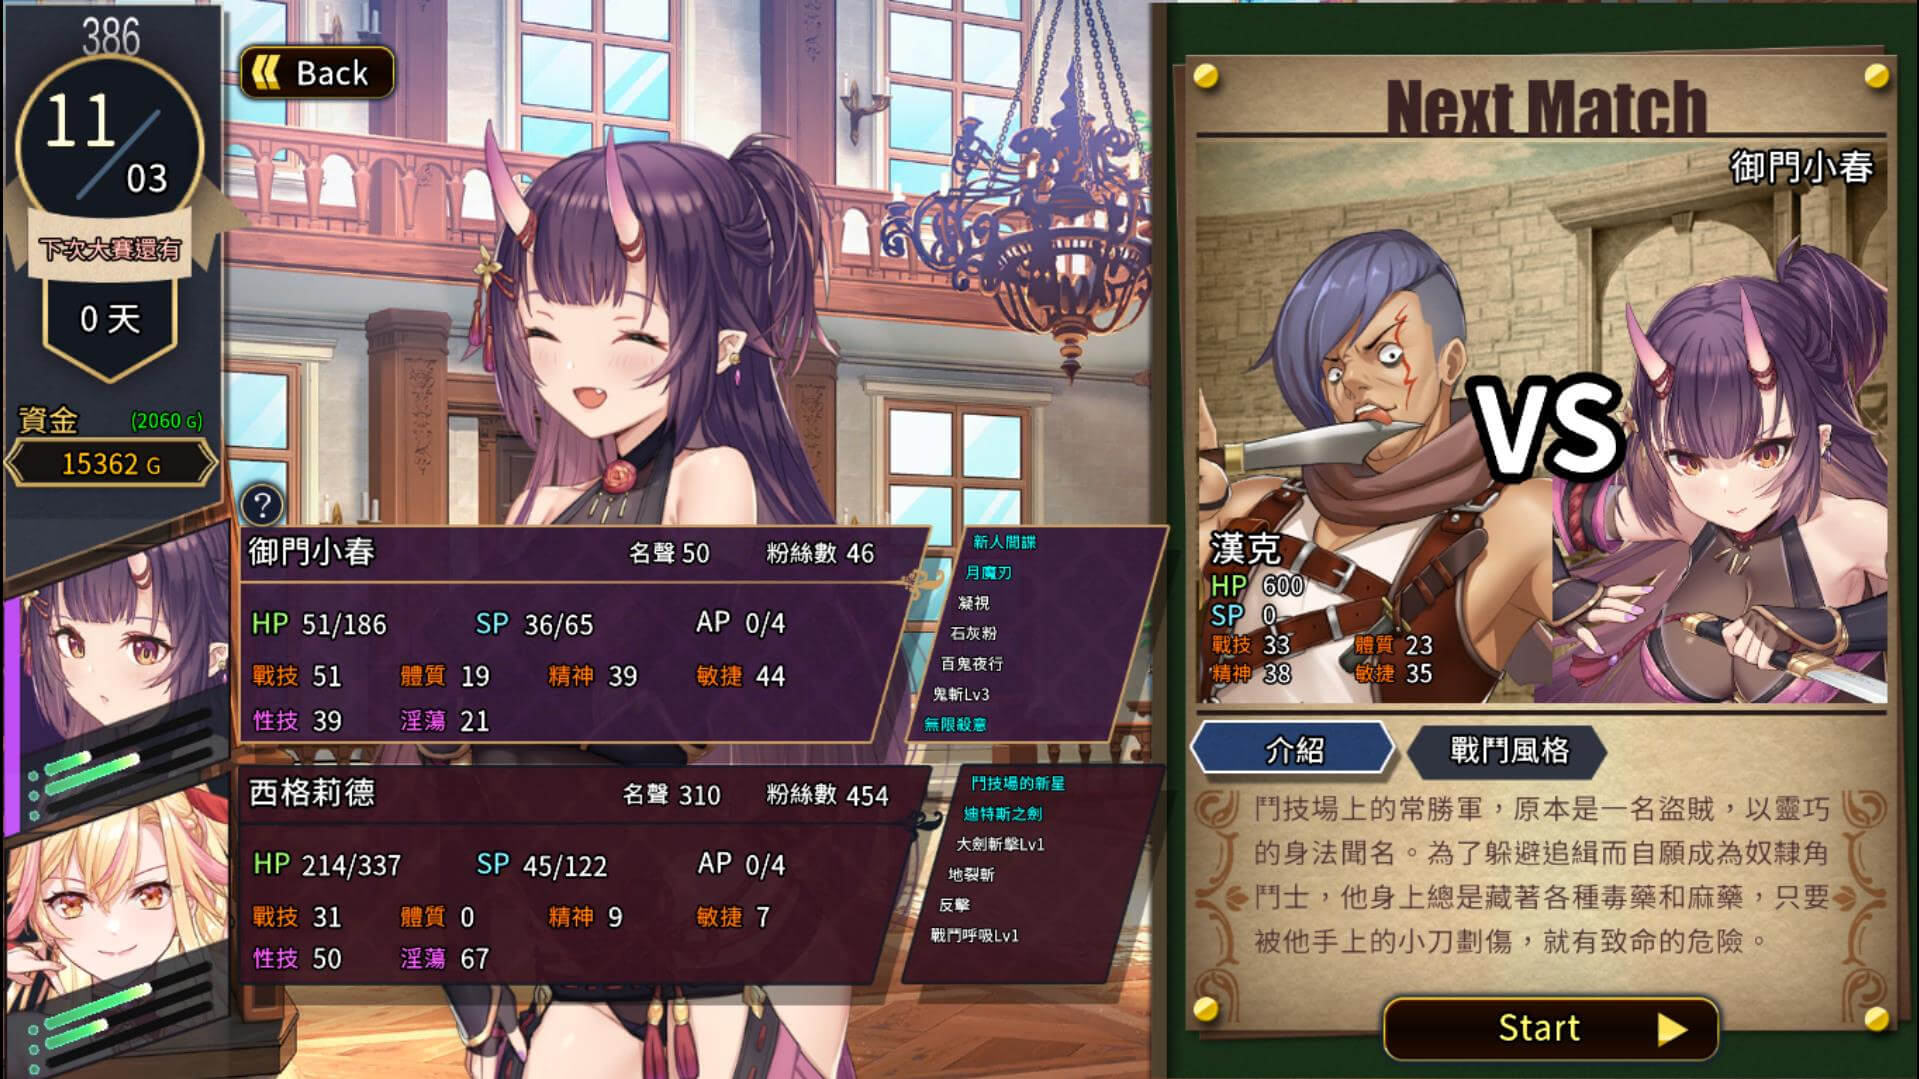 386
11/03
下次大賽還有
0 天
資金 (2060 G)
15362 G
Back
?
御門小春 名聲 50 粉絲數 46
HP 51/186 SP 36/65 AP 0/4
戰技 51 體質 19 精神 39 敏捷 44
性技 39 淫蕩 21
新人間諜
月魔刃
凝視
石灰粉
百鬼夜行
鬼斬Lv3
無限殺意
西格莉德 名聲 310 粉絲數 454
HP 214/337 SP 45/122 AP 0/4
戰技 31 體質 0 精神 9 敏捷 7
性技 50 淫蕩 67
鬥技場的新星
迪特斯之劍
大劍斬擊Lv1
地裂斬
反擊
戰鬥呼吸Lv1
Next Match
御門小春
VS
漢克
HP 600
SP 0
戰技 33 體質 23
精神 38 敏捷 35
介紹 戰鬥風格
鬥技場上的常勝軍，原本是一名盜賊，以靈巧
的身法聞名。為了躲避追緝而自願成為奴隸角
鬥士，他身上總是藏著各種毒藥和麻藥，只要
被他手上的小刀劃傷，就有致命的危險。
Start